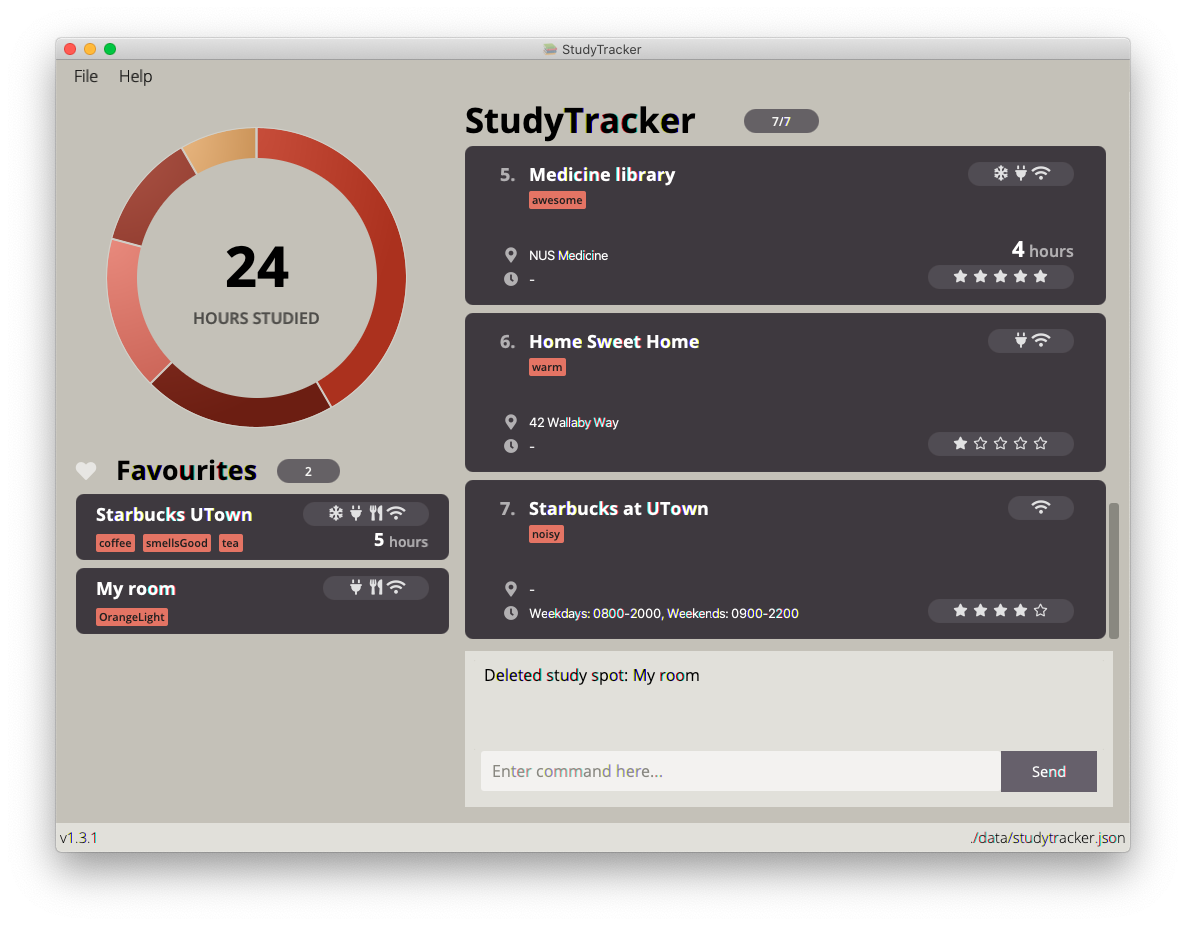 StudyTracker
File Help
24
HOURS STUDIED
Favourites 2
Starbucks UTown
coffee smellsGood tea 5 hours
My room
OrangeLight
StudyTracker 7/7
5. Medicine library
awesome
NUS Medicine 4 hours
-
6. Home Sweet Home
warm
42 Wallaby Way
-
7. Starbucks at UTown
noisy
-
Weekdays: 0800-2000, Weekends: 0900-2200
Deleted study spot: My room
Enter command here... Send
v1.3.1 ./data/studytracker.json